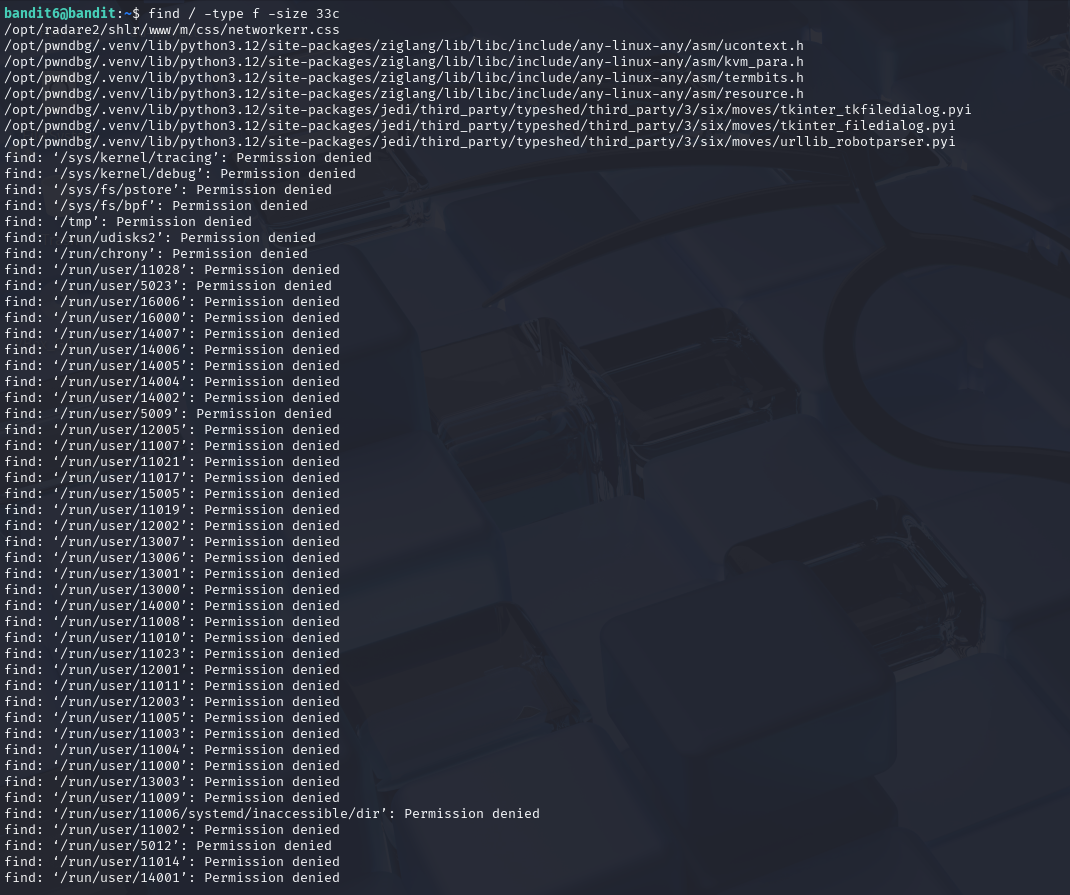 bandit6@bandit:~$ find / -type f -size 33c
/opt/radare2/shlr/www/m/css/networkerr.css
/opt/pwndbg/.venv/lib/python3.12/site-packages/ziglang/lib/libc/include/any-linux-any/asm/ucontext.h
/opt/pwndbg/.venv/lib/python3.12/site-packages/ziglang/lib/libc/include/any-linux-any/asm/kvm_para.h
/opt/pwndbg/.venv/lib/python3.12/site-packages/ziglang/lib/libc/include/any-linux-any/asm/termbits.h
/opt/pwndbg/.venv/lib/python3.12/site-packages/ziglang/lib/libc/include/any-linux-any/asm/resource.h
/opt/pwndbg/.venv/lib/python3.12/site-packages/jedi/third_party/typeshed/third_party/3/six/moves/tkinter_tkfiledialog.pyi
/opt/pwndbg/.venv/lib/python3.12/site-packages/jedi/third_party/typeshed/third_party/3/six/moves/tkinter_filedialog.pyi
/opt/pwndbg/.venv/lib/python3.12/site-packages/jedi/third_party/typeshed/third_party/3/six/moves/urllib_robotparser.pyi
find: ‘/sys/kernel/tracing’: Permission denied
find: ‘/sys/kernel/debug’: Permission denied
find: ‘/sys/fs/pstore’: Permission denied
find: ‘/sys/fs/bpf’: Permission denied
find: ‘/tmp’: Permission denied
find: ‘/run/udisks2’: Permission denied
find: ‘/run/chrony’: Permission denied
find: ‘/run/user/11028’: Permission denied
find: ‘/run/user/5023’: Permission denied
find: ‘/run/user/16006’: Permission denied
find: ‘/run/user/16000’: Permission denied
find: ‘/run/user/14007’: Permission denied
find: ‘/run/user/14006’: Permission denied
find: ‘/run/user/14005’: Permission denied
find: ‘/run/user/14004’: Permission denied
find: ‘/run/user/14002’: Permission denied
find: ‘/run/user/5009’: Permission denied
find: ‘/run/user/12005’: Permission denied
find: ‘/run/user/11007’: Permission denied
find: ‘/run/user/11021’: Permission denied
find: ‘/run/user/11017’: Permission denied
find: ‘/run/user/15005’: Permission denied
find: ‘/run/user/11019’: Permission denied
find: ‘/run/user/12002’: Permission denied
find: ‘/run/user/13007’: Permission denied
find: ‘/run/user/13006’: Permission denied
find: ‘/run/user/13001’: Permission denied
find: ‘/run/user/13000’: Permission denied
find: ‘/run/user/14000’: Permission denied
find: ‘/run/user/11008’: Permission denied
find: ‘/run/user/11010’: Permission denied
find: ‘/run/user/11023’: Permission denied
find: ‘/run/user/12001’: Permission denied
find: ‘/run/user/11011’: Permission denied
find: ‘/run/user/12003’: Permission denied
find: ‘/run/user/11005’: Permission denied
find: ‘/run/user/11003’: Permission denied
find: ‘/run/user/11004’: Permission denied
find: ‘/run/user/11000’: Permission denied
find: ‘/run/user/13003’: Permission denied
find: ‘/run/user/11009’: Permission denied
find: ‘/run/user/11006/systemd/inaccessible/dir’: Permission denied
find: ‘/run/user/11002’: Permission denied
find: ‘/run/user/5012’: Permission denied
find: ‘/run/user/11014’: Permission denied
find: ‘/run/user/14001’: Permission denied